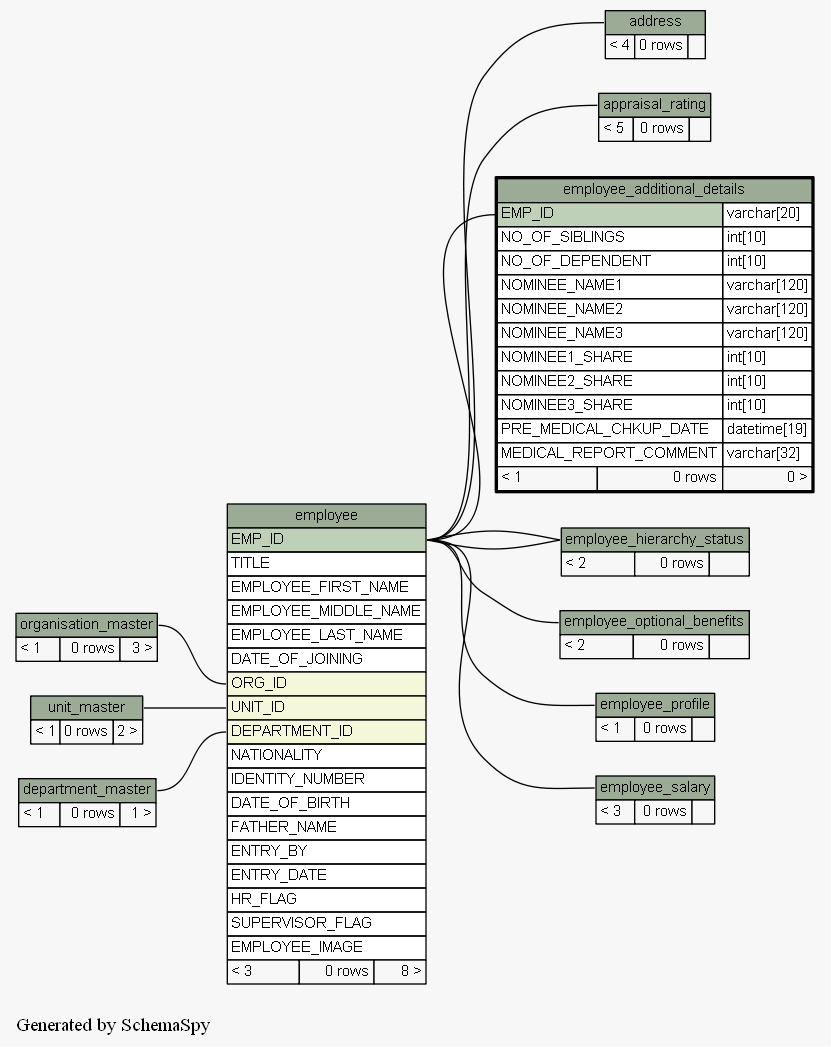 address
< 4 0 rows
appraisal_rating
< 5 0 rows
employee_additional_details
EMP_ID varchar[20]
NO_OF_SIBLINGS int[10]
NO_OF_DEPENDENT int[10]
NOMINEE_NAME1 varchar[120]
NOMINEE_NAME2 varchar[120]
NOMINEE_NAME3 varchar[120]
NOMINEE1_SHARE int[10]
NOMINEE2_SHARE int[10]
NOMINEE3_SHARE int[10]
PRE_MEDICAL_CHKUP_DATE datetime[19]
MEDICAL_REPORT_COMMENT varchar[32]
< 1 0 rows 0 >
employee
EMP_ID
TITLE
EMPLOYEE_FIRST_NAME
EMPLOYEE_MIDDLE_NAME
EMPLOYEE_LAST_NAME
DATE_OF_JOINING
ORG_ID
UNIT_ID
DEPARTMENT_ID
NATIONALITY
IDENTITY_NUMBER
DATE_OF_BIRTH
FATHER_NAME
ENTRY_BY
ENTRY_DATE
HR_FLAG
SUPERVISOR_FLAG
EMPLOYEE_IMAGE
< 3 0 rows 8 >
organisation_master
< 1 0 rows 3 >
unit_master
< 1 0 rows 2 >
department_master
< 1 0 rows 1 >
employee_hierarchy_status
< 2 0 rows
employee_optional_benefits
< 2 0 rows
employee_profile
< 1 0 rows
employee_salary
< 3 0 rows
Generated by SchemaSpy